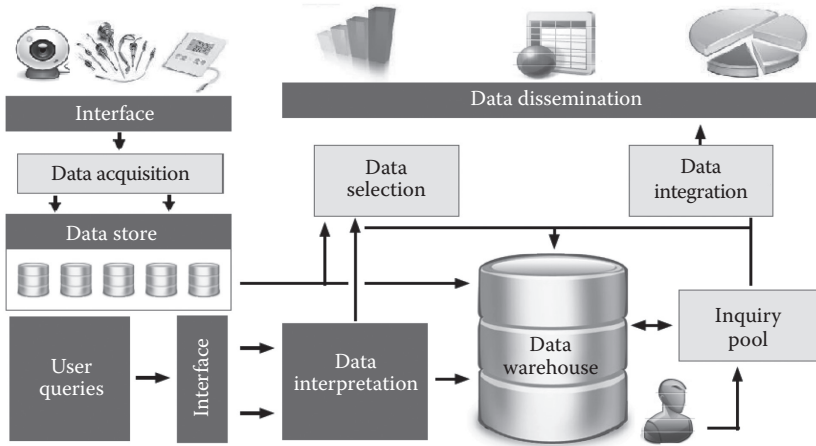 Data dissemination
Interface
Data acquisition
Data
selection
Data
integration
Data store
User
queries
Interface
Data
interpretation
Data
warehouse
Inquiry
pool